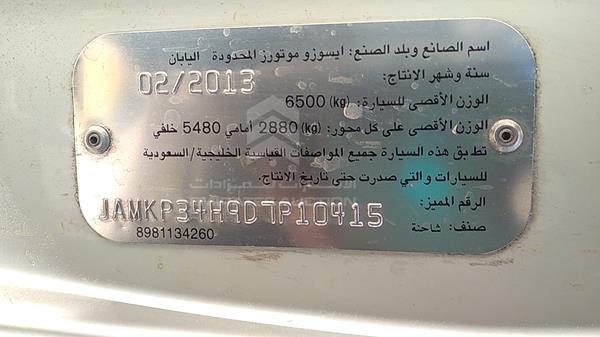 اسم الصانع وبلد الصنع: ايسوزو موتورز المحدودة اليابان
سنة وشهر الانتاج: 02/2013
الوزن الأقصى للسيارة: (kg) 6500
الوزن الأقصى على كل محور: (kg) 2880 أمامي 5480 خلفي
تطبق هذه السيارة جميع المواصفات القياسية الخليجية/السعودية
للسيارات والتي صدرت حتى تاريخ الانتاج.
الرقم المميز: JAMKP34H9D7P10415
صنف: شاحنة
8981134260